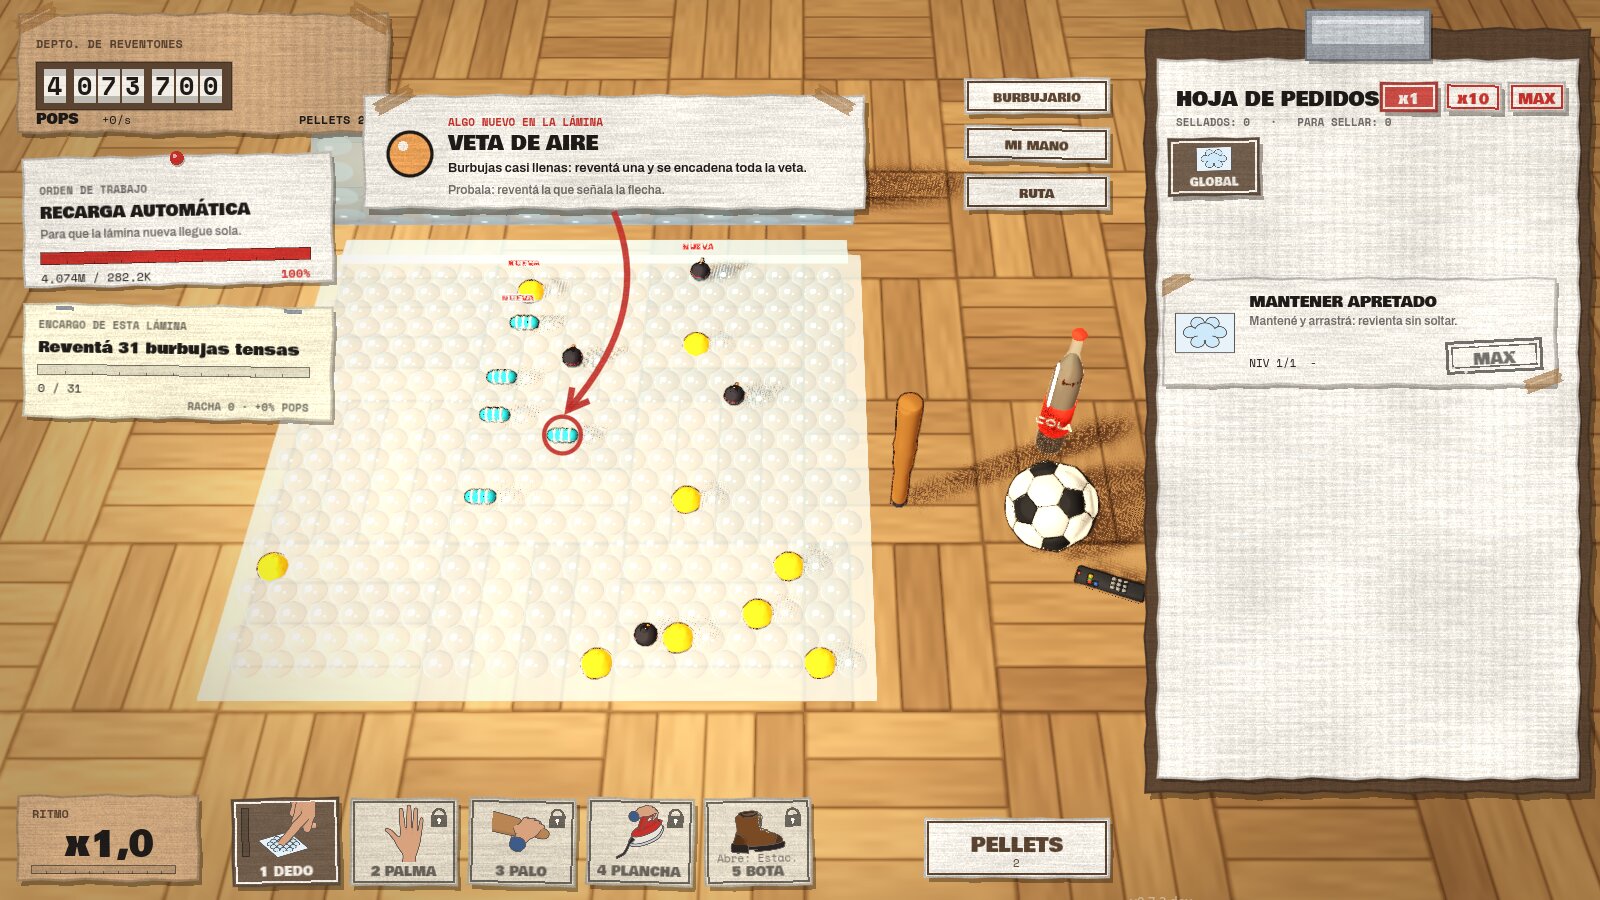 DEPTO. DE REVENTONES
4 073 700
POPS +0/s PELLETS 2
ORDEN DE TRABAJO
RECARGA AUTOMÁTICA
Para que la lámina nueva llegue sola.
4.074M / 282.2K 100%
ENCARGO DE ESTA LÁMINA
Reventá 31 burbujas tensas
0 / 31
RACHA 0 · +0% POPS
ALGO NUEVO EN LA LÁMINA
VETA DE AIRE
Burbujas casi llenas: reventá una y se encadena toda la veta.
Probala: reventá la que señala la flecha.
NUEVA
NUEVA
NUEVA
BURBUJARIO
MI MANO
RUTA
COLA
HOJA DE PEDIDOS x1 x10 MAX
SELLADOS: 0 · PARA SELLAR: 0
GLOBAL
MANTENER APRETADO
Mantené y arrastrá: revienta sin soltar.
NIV 1/1 -
MAX
RITMO
x1,0
1 DEDO
2 PALMA
3 PALO
4 PLANCHA
Abre: Estac.
5 BOTA
PELLETS
2